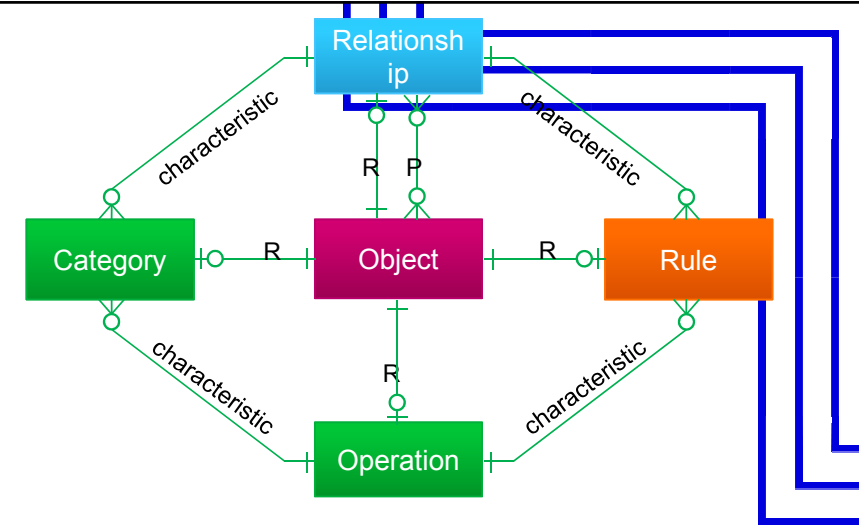 Relationsh
ip
characteristic
characteristic
R
P
Category
R
Object
R
Rule
characteristic
R
characteristic
Operation